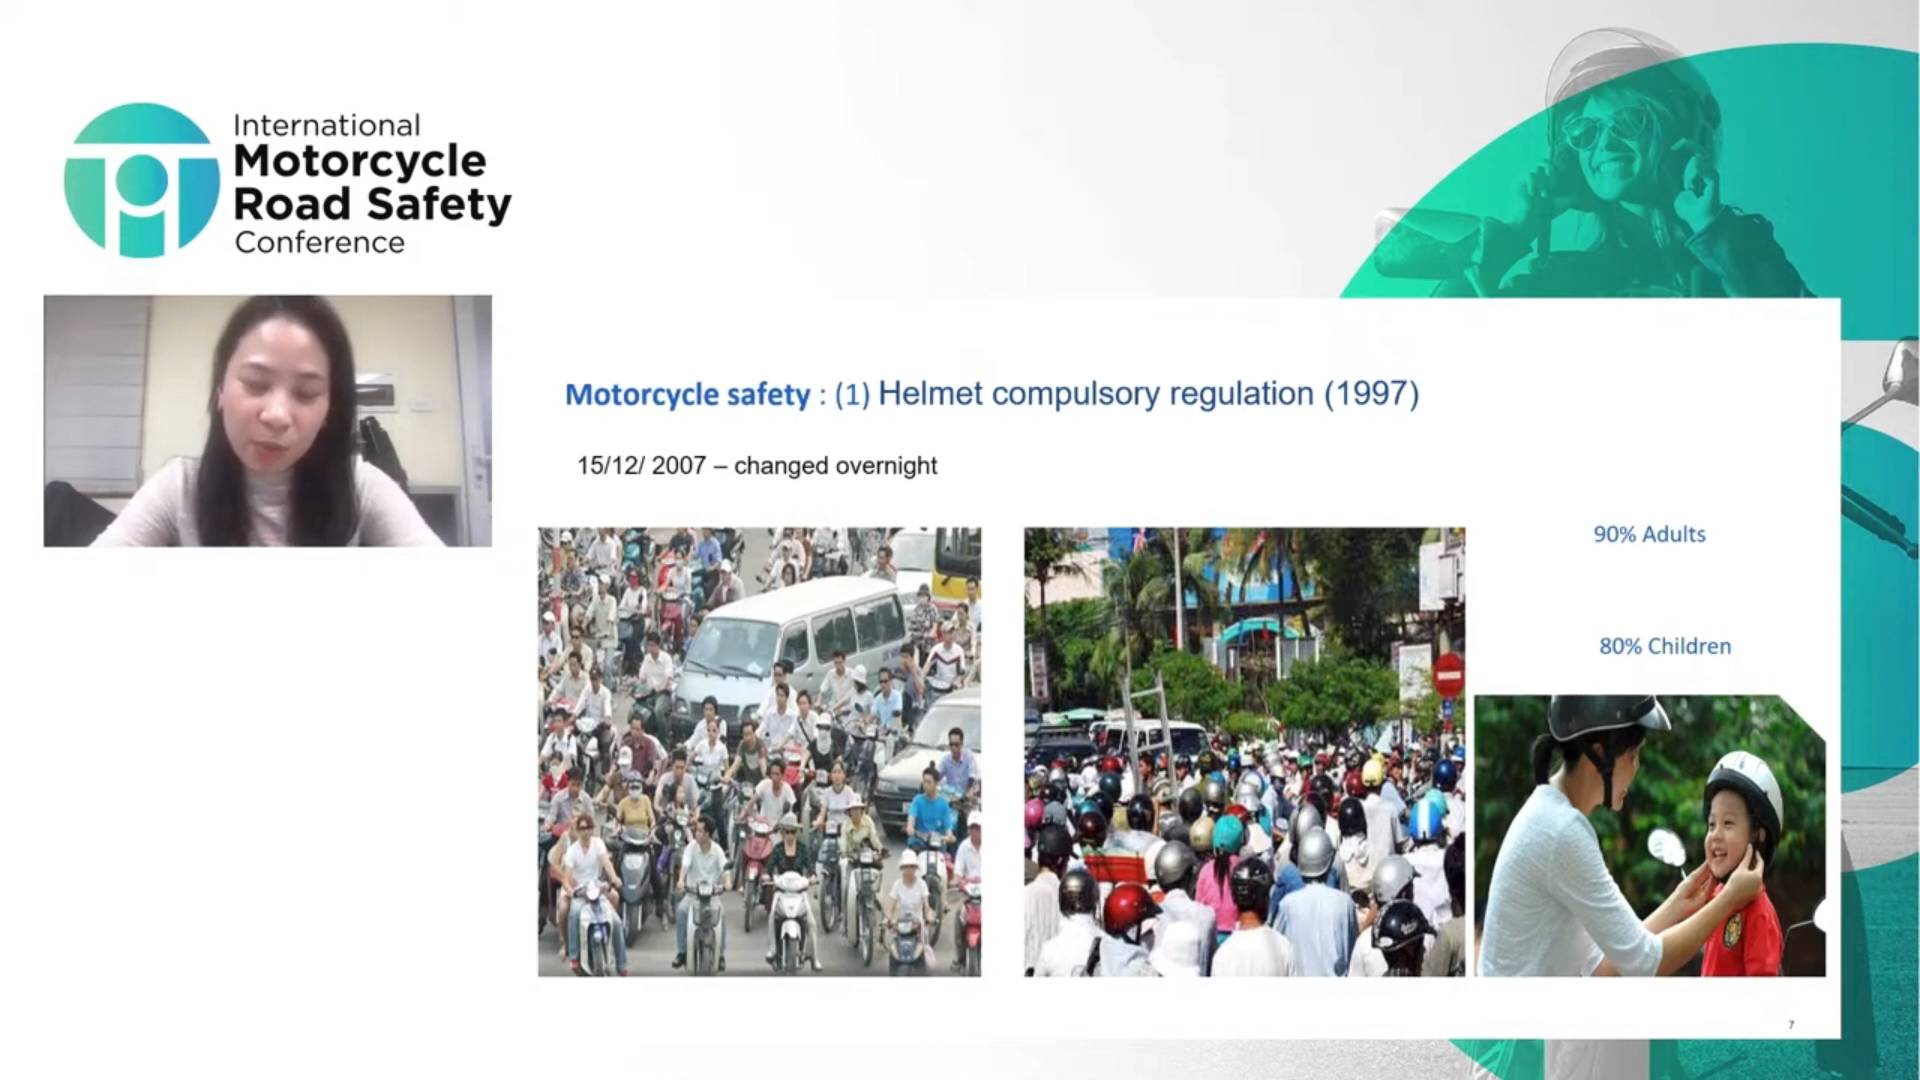 International
Motorcycle
Road Safety
Conference
Motorcycle safety : (1) Helmet compulsory regulation (1997)
15/12/ 2007 – changed overnight
90% Adults
80% Children
7